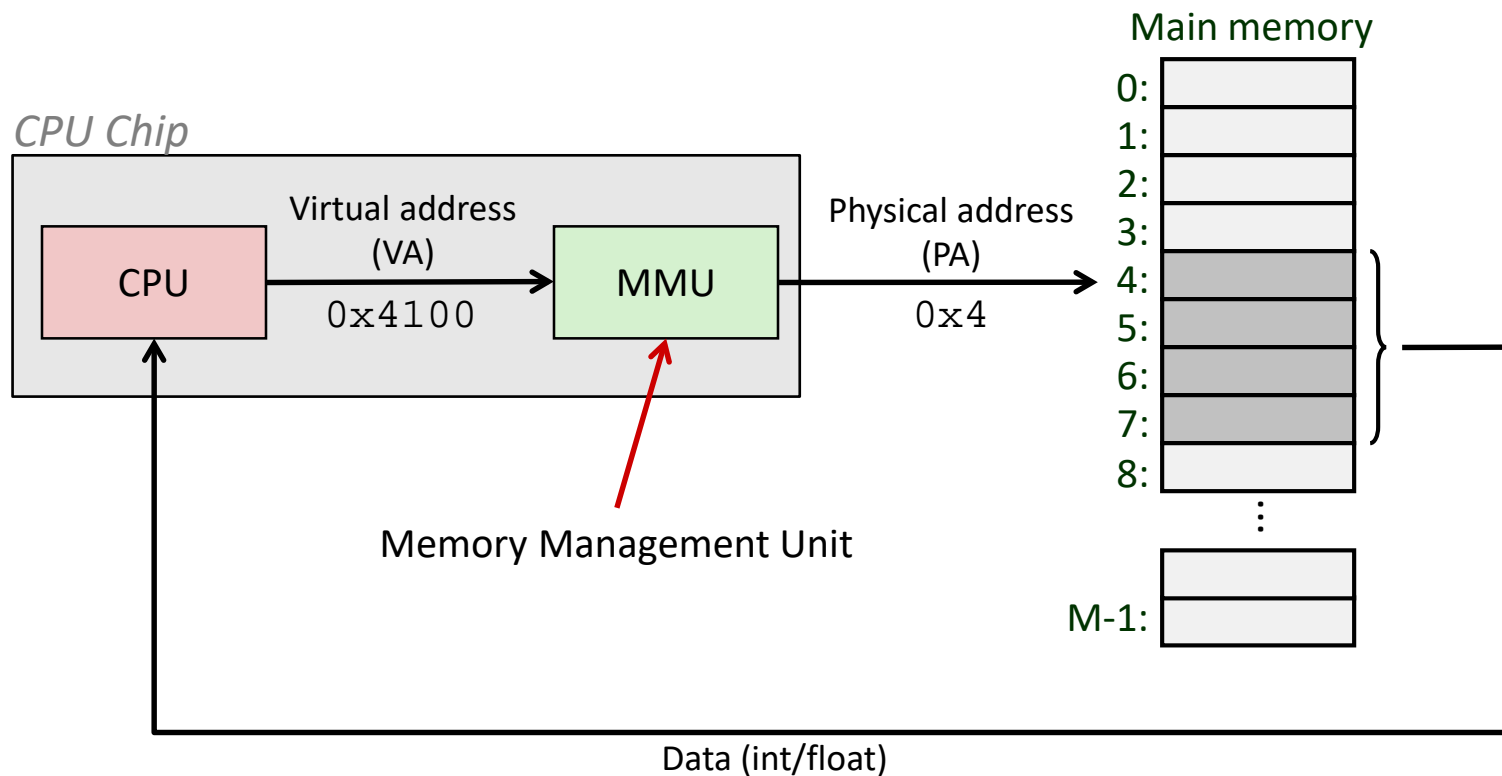 Main memory
CPU Chip
0:
1:
2:
3:
4:
5:
6:
7:
8:
...
M-1:
Virtual address
(VA)
0x4100
CPU
MMU
Physical address
(PA)
0x4
Memory Management Unit
Data (int/float)